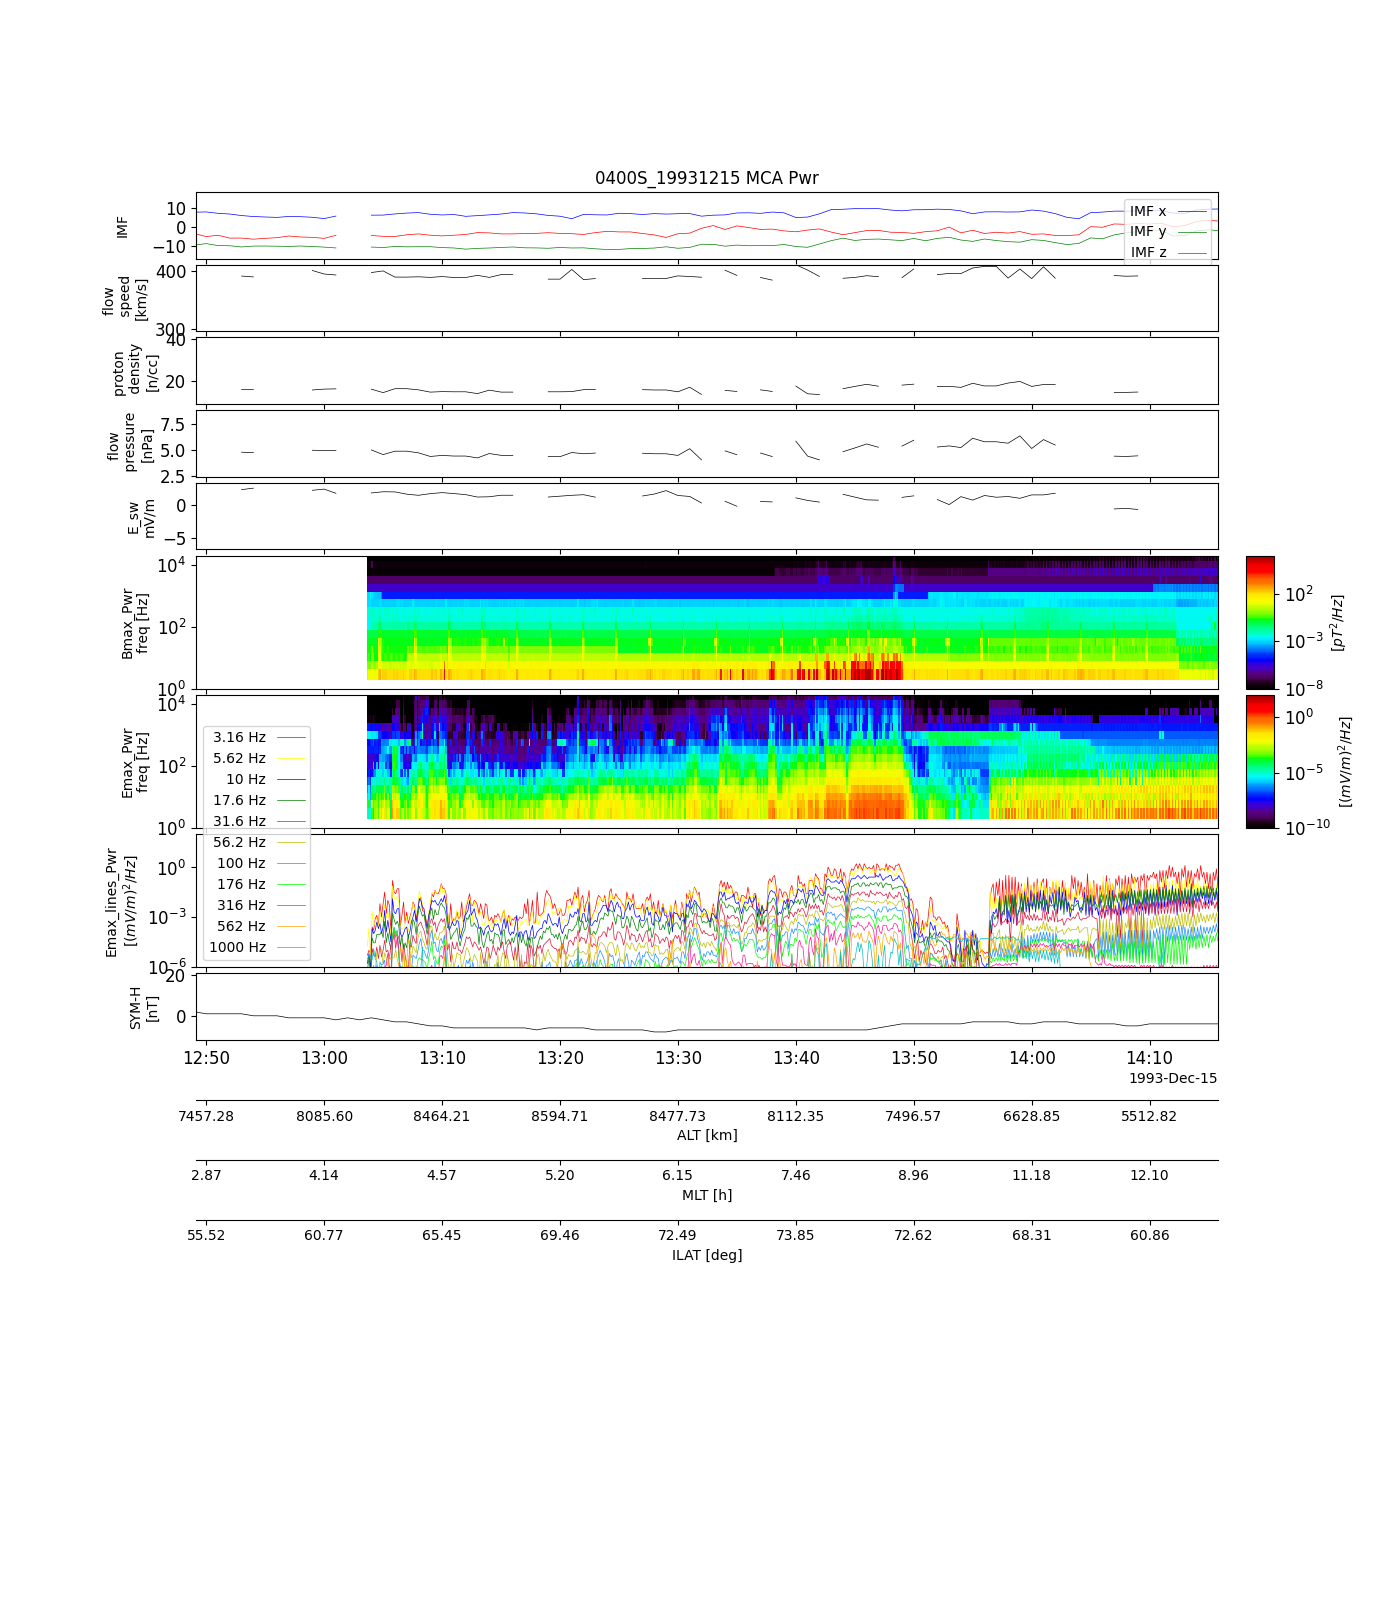 0400S_19931215 MCA Pwr
IMF
10
0
−10
IMF x
IMF y
IMF z
flow
speed
[km/s]
400
300
proton
density
[n/cc]
40
20
flow
pressure
[nPa]
7.5
5.0
2.5
E_sw
mV/m
0
−5
Bmax_Pwr
freq [Hz]
10^4
10^2
10^0
10^2
10^−3
10^−8
[pT^2/Hz]
Emax_Pwr
freq [Hz]
10^4
10^2
10^0
10^0
10^−5
10^−10
[(mV/m)^2/Hz]
3.16 Hz
5.62 Hz
10 Hz
17.6 Hz
31.6 Hz
56.2 Hz
100 Hz
176 Hz
316 Hz
562 Hz
1000 Hz
Emax_lines_Pwr
[(mV/m)^2/Hz]
10^0
10^−3
10^−6
SYM-H
[nT]
20
0
12:50 13:00 13:10 13:20 13:30 13:40 13:50 14:00 14:10
1993-Dec-15
7457.28 8085.60 8464.21 8594.71 8477.73 8112.35 7496.57 6628.85 5512.82
ALT [km]
2.87 4.14 4.57 5.20 6.15 7.46 8.96 11.18 12.10
MLT [h]
55.52 60.77 65.45 69.46 72.49 73.85 72.62 68.31 60.86
ILAT [deg]